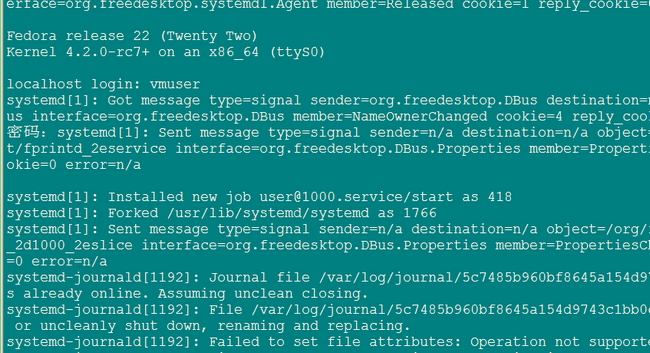 erface=org.freedesktop.systemd1.Agent member=Released cookie=1 reply_cookie=
Fedora release 22 (Twenty Two)
Kernel 4.2.0-rc7+ on an x86_64 (ttyS0)
localhost login: vmuser
systemd[1]: Got message type=signal sender=org.freedesktop.DBus destination=
us interface=org.freedesktop.DBus member=NameOwnerChanged cookie=4 reply_coo
密码: systemd[1]: Sent message type=signal sender=n/a destination=n/a object=
t/fprintd_2eservice interface=org.freedesktop.DBus.Properties member=Properti
okie=0 error=n/a
systemd[1]: Installed new job user@1000.service/start as 418
systemd[1]: Forked /usr/lib/systemd/systemd as 1766
systemd[1]: Sent message type=signal sender=n/a destination=n/a object=/org/
_2d1000_2eslice interface=org.freedesktop.DBus.Properties member=PropertiesC
=0 error=n/a
systemd-journald[1192]: Journal file /var/log/journal/5c7485b960bf8645a154d9
s already online. Assuming unclean closing.
systemd-journald[1192]: File /var/log/journal/5c7485b960bf8645a154d9743c1bb0
or uncleanly shut down, renaming and replacing.
systemd-journald[1192]: Failed to set file attributes: Operation not supporte